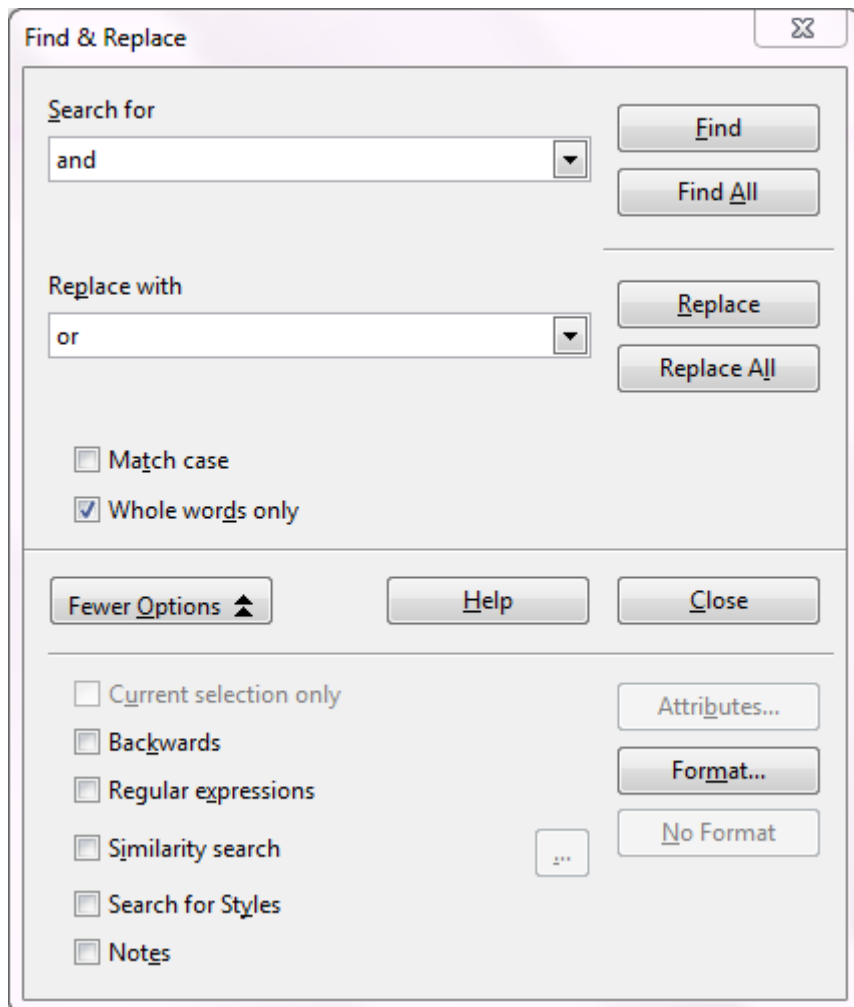 Find & Replace
Search for
Find
and
Find All
Replace with
Replace
or
Replace All
Match case
Whole words only
Fewer Options
Help
Close
Current selection only
Attributes...
Backwards
Format...
Regular expressions
No Format
Similarity search
...
Search for Styles
Notes